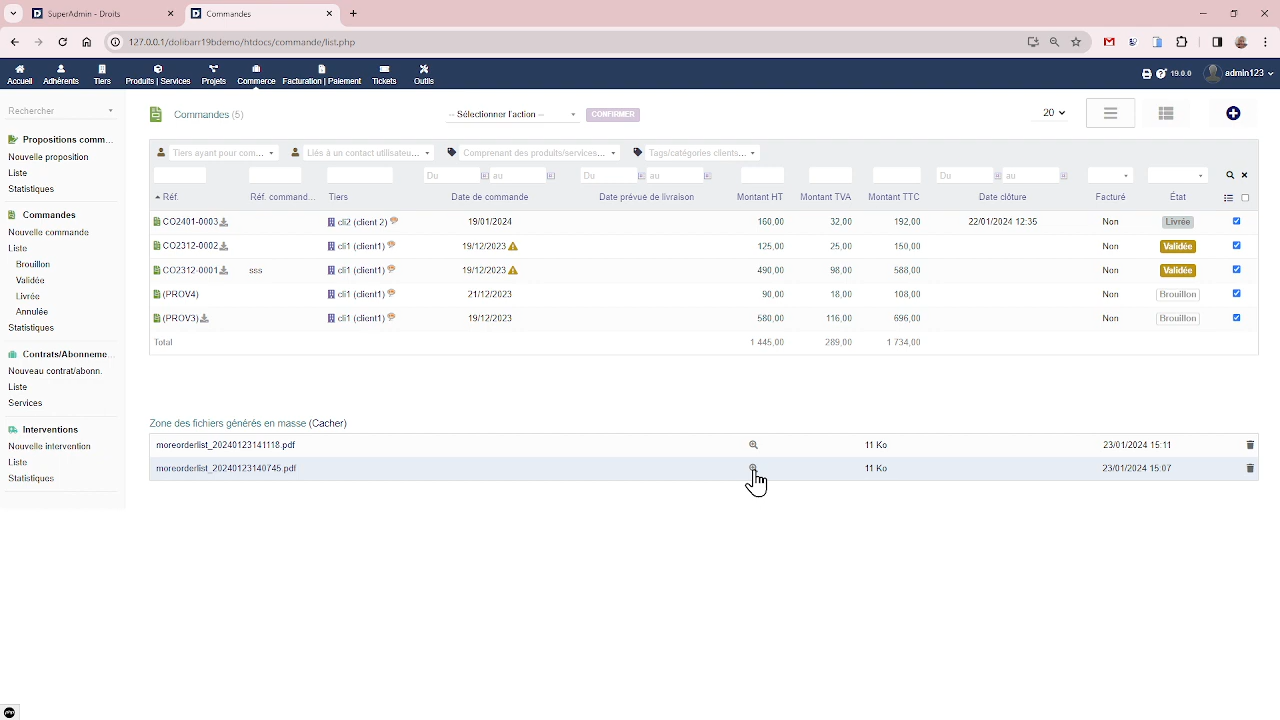 SuperAdmin - Droits
Commandes
127.0.0.1/dolibarr19bdemo/htdocs/commande/list.php
Accueil Adhérents Tiers Produits | Services Projets Commerce Facturation | Paiement Tickets Outils 19.0.0 admin123
Rechercher
Commandes (5) -- Sélectionner l'action -- CONFIRMER 20
Propositions comm...
Nouvelle proposition
Liste
Statistiques
Commandes
Nouvelle commande
Liste
Brouillon
Validée
Livrée
Annulée
Statistiques
Contrats/Abonneme...
Nouveau contrat/abonn.
Liste
Services
Interventions
Nouvelle intervention
Liste
Statistiques
Tiers ayant pour com... Liés à un contact utilisateu... Comprenant des produits/services... Tags/catégories clients...
Du au Du au Du au
Réf. Réf. command... Tiers Date de commande Date prévue de livraison Montant HT Montant TVA Montant TTC Date clôture Facturé État
CO2401-0003 cli2 (client 2) 19/01/2024 160,00 32,00 192,00 22/01/2024 12:35 Non Livrée
CO2312-0002 cli1 (client1) 19/12/2023 125,00 25,00 150,00 Non Validée
CO2312-0001 sss cli1 (client1) 19/12/2023 490,00 98,00 588,00 Non Validée
(PROV4) cli1 (client1) 21/12/2023 90,00 18,00 108,00 Non Brouillon
(PROV3) cli1 (client1) 19/12/2023 580,00 116,00 696,00 Non Brouillon
Total 1 445,00 289,00 1 734,00
Zone des fichiers générés en masse (Cacher)
moreorderlist_20240123141118.pdf 11 Ko 23/01/2024 15:11
moreorderlist_20240123140745.pdf 11 Ko 23/01/2024 15:07
php